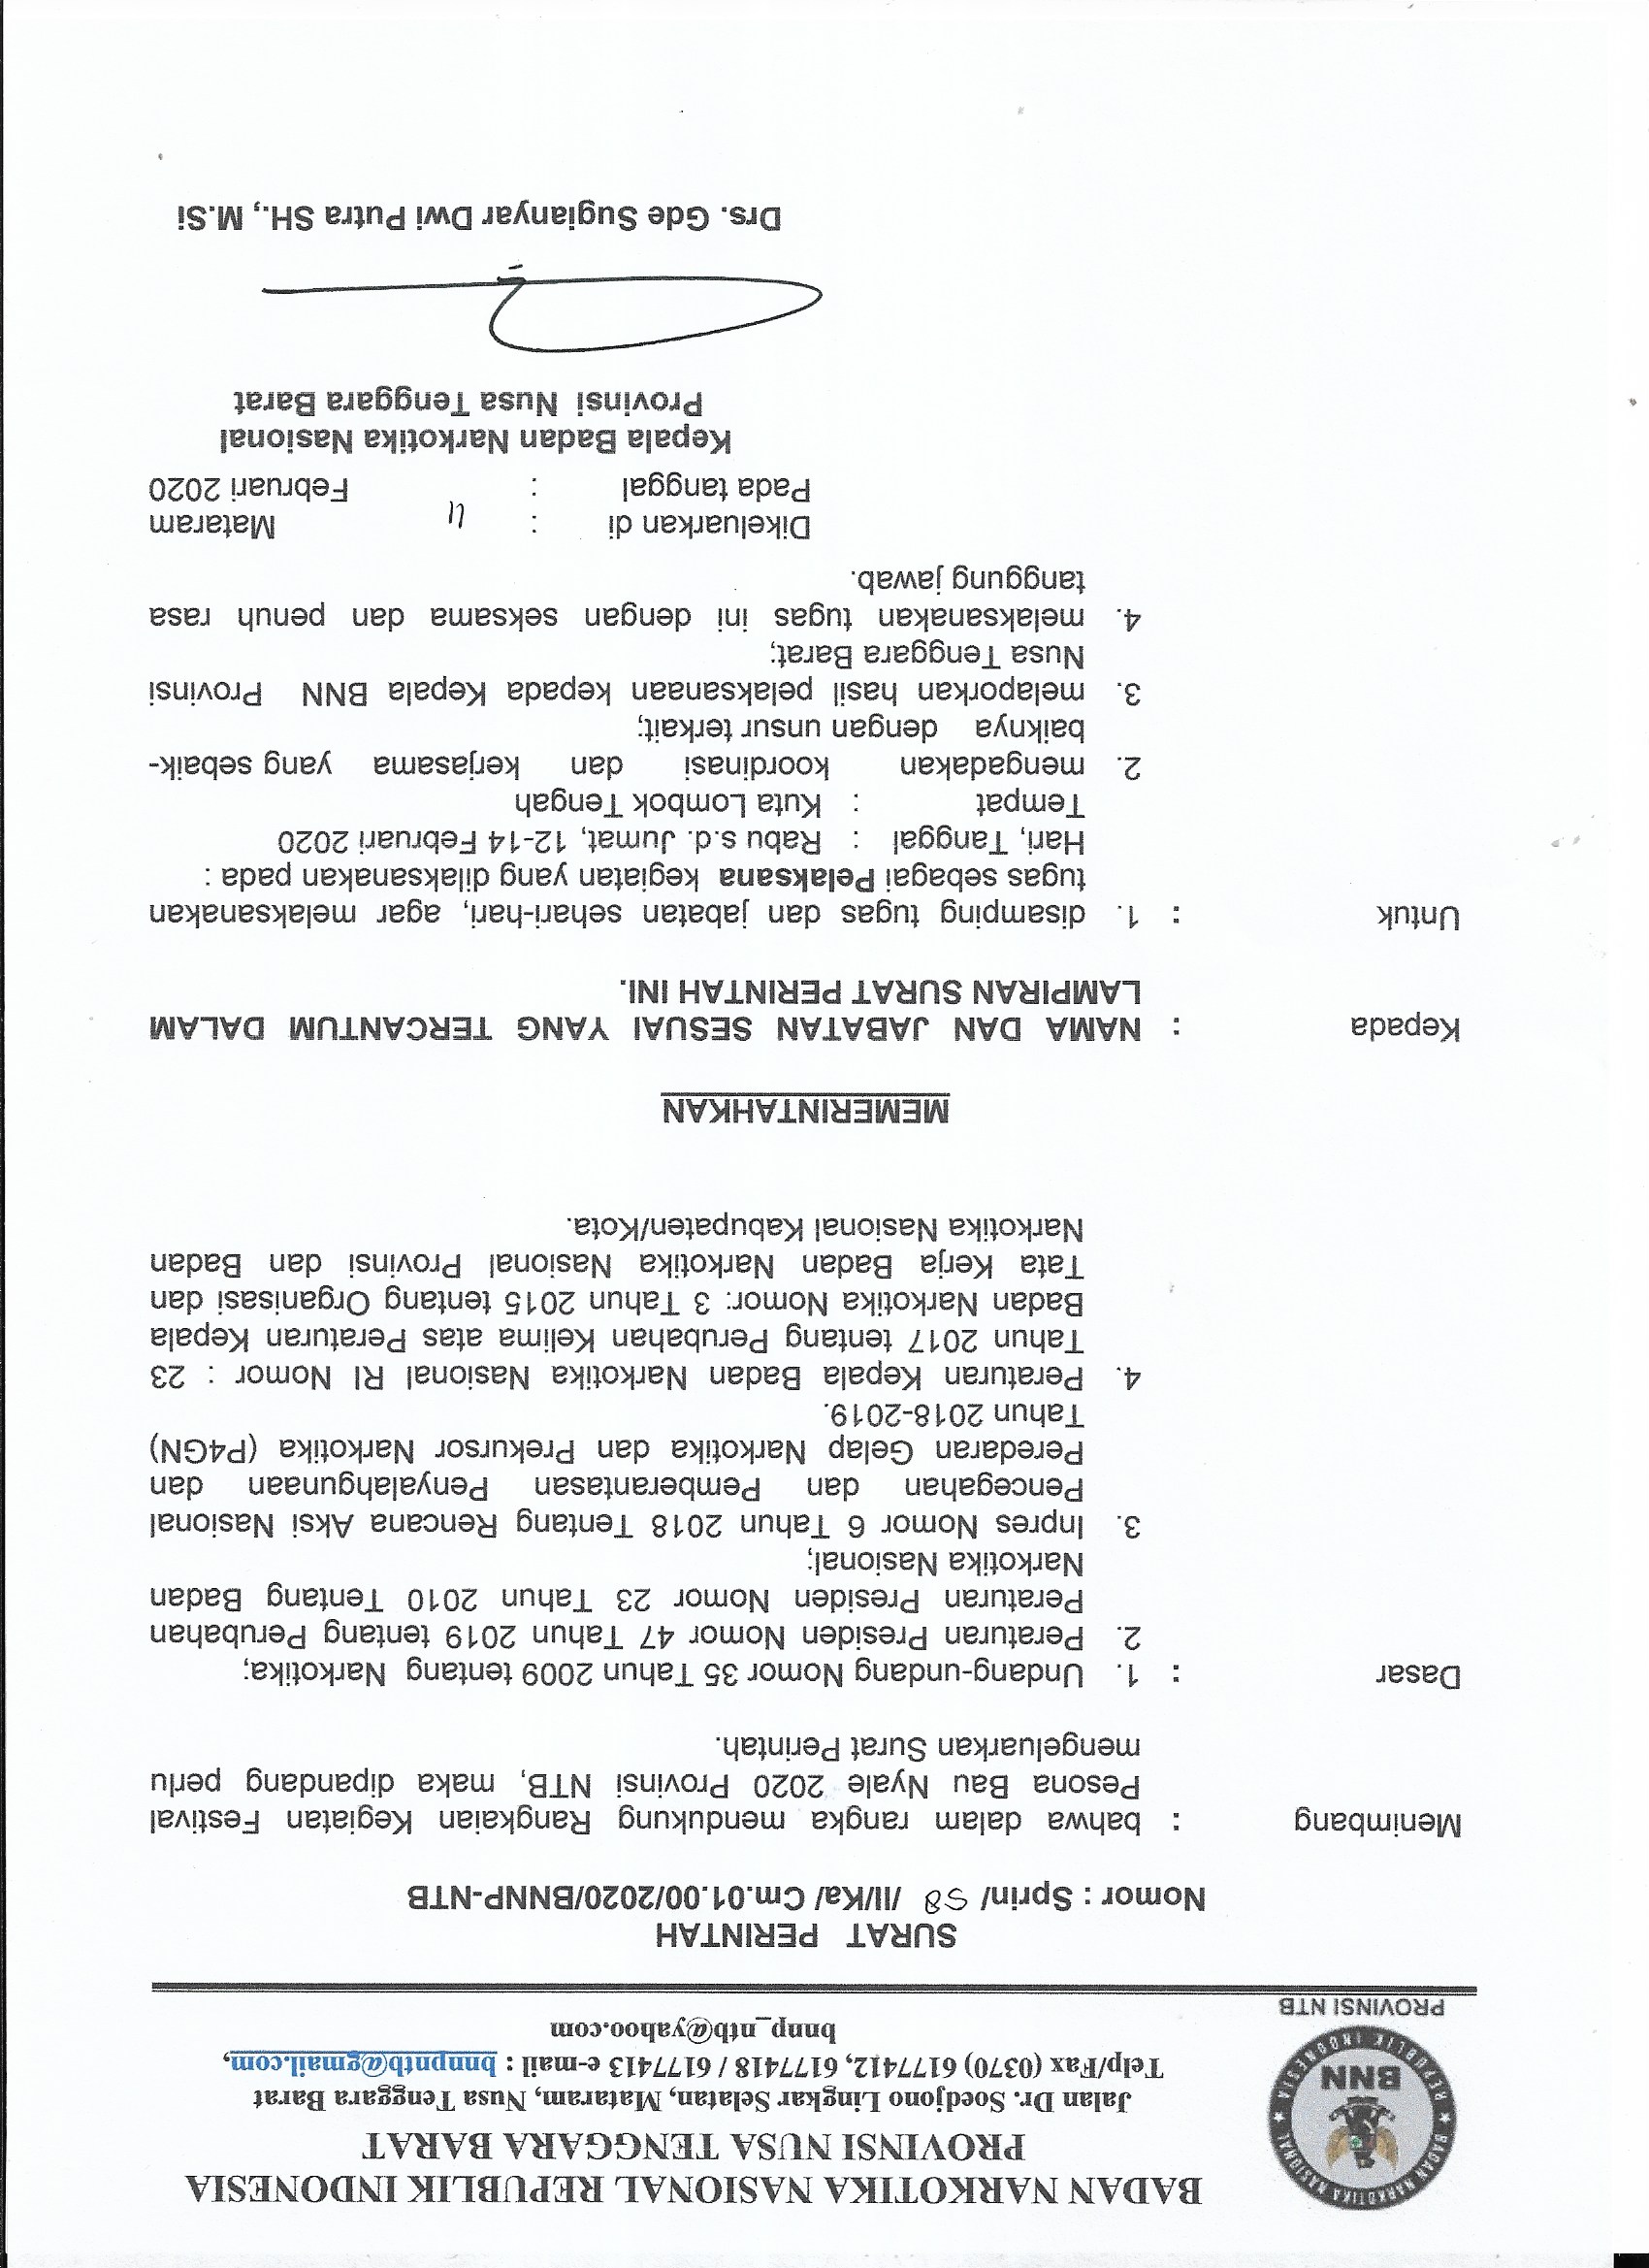 BADAN NARKOTIKA NASIONAL REPUBLIK INDONESIA
PROVINSI NUSA TENGGARA BARAT
Jalan Dr. Soedjono Lingkar Selatan, Mataram, Nusa Tenggara Barat
Telp/Fax (0370) 6177412, 6177418 / 6177413 e-mail : bnnpntb@gmail.com,
bnnp_ntb@yahoo.com
BADAN NARKOTIKA NASIONAL
REPUBLIK INDONESIA
BNN
PROVINSI NTB
SURAT PERINTAH
Nomor : Sprin/ 58 /II/Ka/ Cm.01.00/2020/BNNP-NTB
Menimbang : bahwa dalam rangka mendukung Rangkaian Kegiatan Festival
Pesona Bau Nyale 2020 Provinsi NTB, maka dipandang perlu
mengeluarkan Surat Perintah.
Dasar : 1. Undang-undang Nomor 35 Tahun 2009 tentang Narkotika;
2. Peraturan Presiden Nomor 47 Tahun 2019 tentang Perubahan
Peraturan Presiden Nomor 23 Tahun 2010 Tentang Badan
Narkotika Nasional;
3. Inpres Nomor 6 Tahun 2018 Tentang Rencana Aksi Nasional
Pencegahan dan Pemberantasan Penyalahgunaan dan
Peredaran Gelap Narkotika dan Prekursor Narkotika (P4GN)
Tahun 2018-2019.
4. Peraturan Kepala Badan Narkotika Nasional RI Nomor : 23
Tahun 2017 tentang Perubahan Kelima atas Peraturan Kepala
Badan Narkotika Nomor: 3 Tahun 2015 tentang Organisasi dan
Tata Kerja Badan Narkotika Nasional Provinsi dan Badan
Narkotika Nasional Kabupaten/Kota.
MEMERINTAHKAN
Kepada : NAMA DAN JABATAN SESUAI YANG TERCANTUM DALAM
LAMPIRAN SURAT PERINTAH INI.
Untuk : 1. disamping tugas dan jabatan sehari-hari, agar melaksanakan
tugas sebagai Pelaksana kegiatan yang dilaksanakan pada :
Hari, Tanggal : Rabu s.d. Jumat, 12-14 Februari 2020
Tempat : Kuta Lombok Tengah
2. mengadakan koordinasi dan kerjasama yang sebaik-
baiknya dengan unsur terkait;
3. melaporkan hasil pelaksanaan kepada Kepala BNN Provinsi
Nusa Tenggara Barat;
4. melaksanakan tugas ini dengan seksama dan penuh rasa
tanggung jawab.
Dikeluarkan di : Mataram
Pada tanggal : 11 Februari 2020
Kepala Badan Narkotika Nasional
Provinsi Nusa Tenggara Barat
Drs. Gde Sugianyar Dwi Putra SH., M.Si